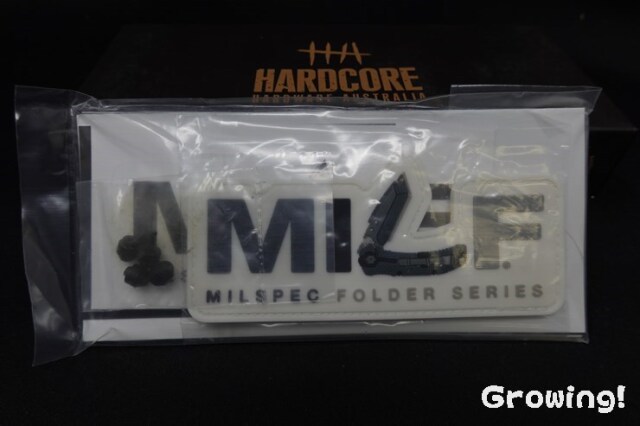 HARDCORE
HARDWARE AUSTRALIA
M
MILF
MILSPEC FOLDER SERIES
Growing!